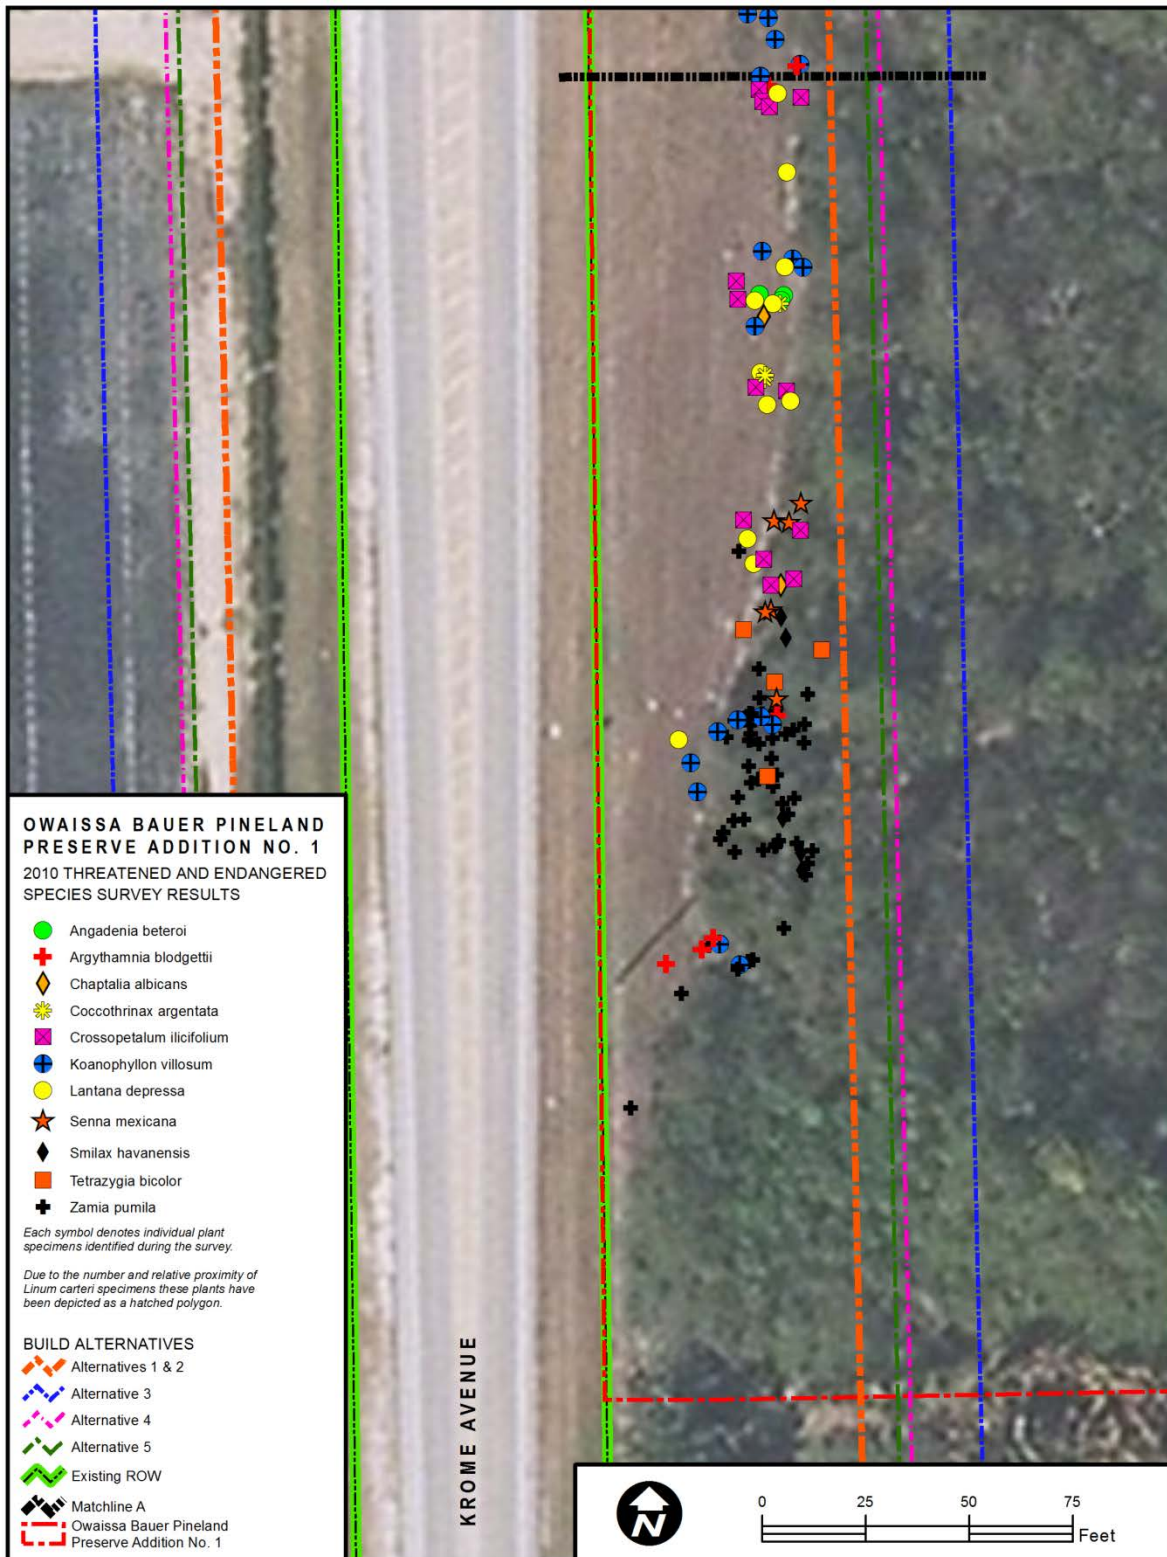 OWAISSA BAUER PINELAND
PRESERVE ADDITION NO. 1
2010 THREATENED AND ENDANGERED
SPECIES SURVEY RESULTS
Angadenia beteroi
Argythamnia blodgettii
Chaptalia albicans
Coccothrinax argentata
Crossopetalum ilicifolium
Koanophyllon villosum
Lantana depressa
Senna mexicana
Smilax havanensis
Tetrazygia bicolor
Zamia pumila
Each symbol denotes individual plant
specimens identified during the survey.
Due to the number and relative proximity of
Linum carteri specimens these plants have
been depicted as a hatched polygon.
BUILD ALTERNATIVES
Alternatives 1 & 2
Alternative 3
Alternative 4
Alternative 5
Existing ROW
Matchline A
Owaissa Bauer Pineland
Preserve Addition No. 1
KROME AVENUE
N
0 25 50 75
Feet